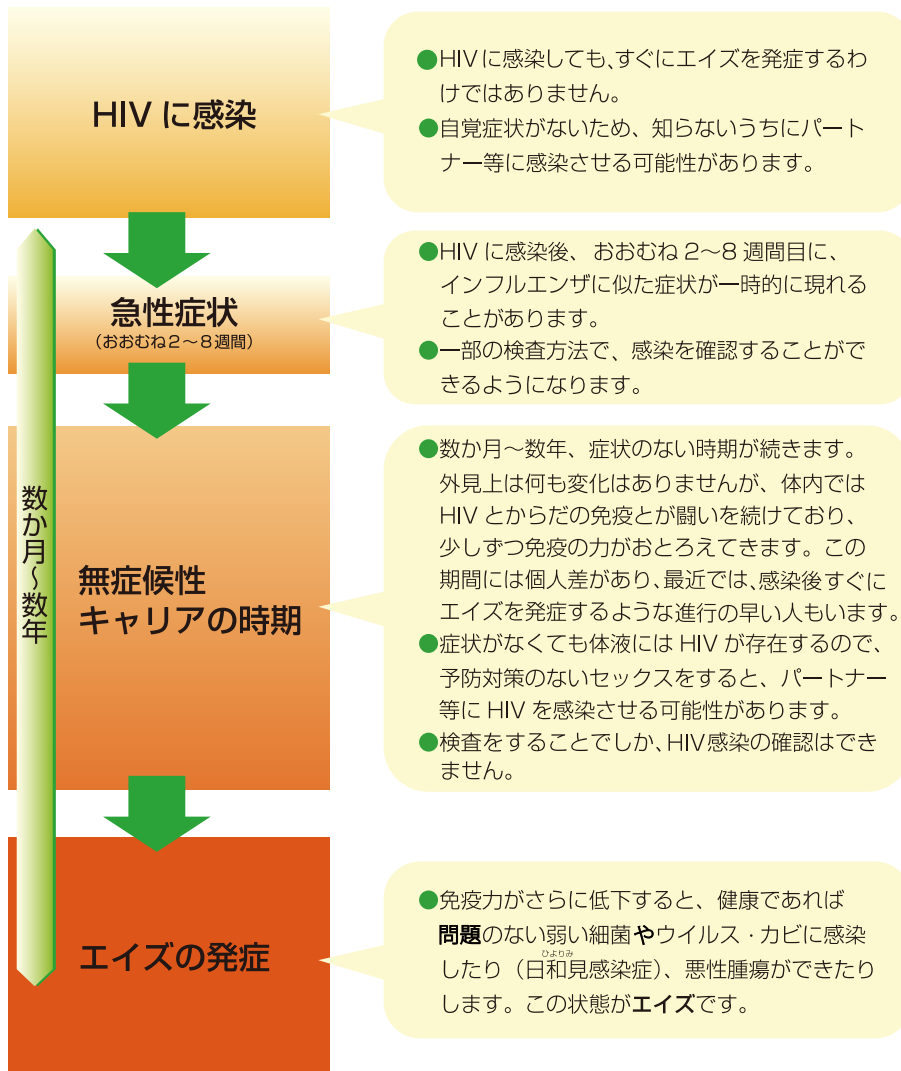 HIV に感染
●HIVに感染しても、すぐにエイズを発症するわ
けではありません。
●自覚症状がないため、知らないうちにパート
ナー等に感染させる可能性があります。
急性症状
（おおむね2～8週間）
●HIV に感染後、おおむね 2～8 週間目に、
インフルエンザに似た症状が一時的に現れる
ことがあります。
●一部の検査方法で、感染を確認することがで
きるようになります。
数か月～数年
無症候性
キャリアの時期
●数か月～数年、症状のない時期が続きます。
外見上は何も変化はありませんが、体内では
HIV とからだの免疫とが闘いを続けており、
少しずつ免疫の力がおとろえてきます。この
期間には個人差があり、最近では、感染後すぐに
エイズを発症するような進行の早い人もいます。
●症状がなくても体液には HIV が存在するので、
予防対策のないセックスをすると、パートナー
等に HIV を感染させる可能性があります。
●検査をすることでしか、HIV感染の確認はでき
ません。
エイズの発症
●免疫力がさらに低下すると、健康であれば
問題のない弱い細菌やウイルス・カビに感染
ひよりみ
したり（日和見感染症）、悪性腫瘍ができたり
します。この状態がエイズです。